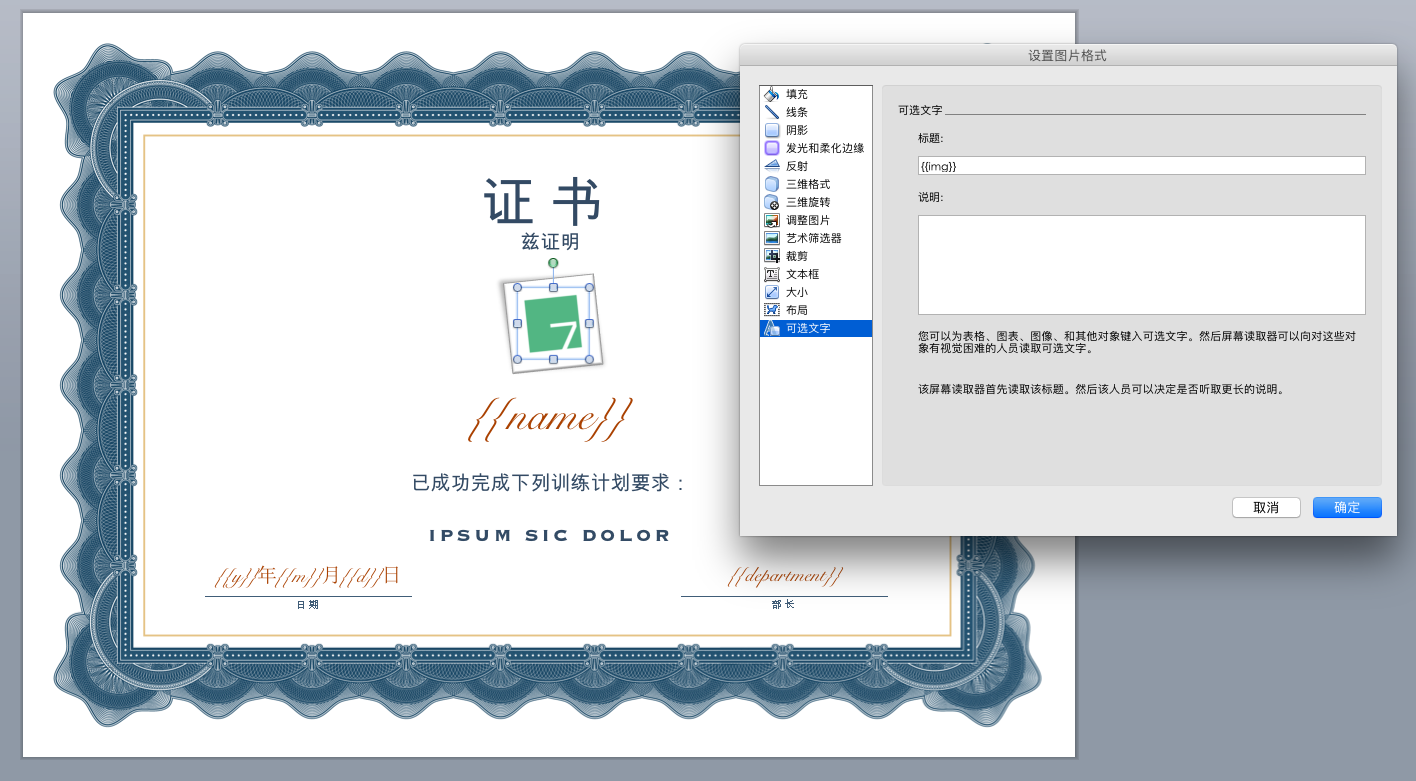 证 书
兹证明
7
{{name}}
已成功完成下列训练计划要求：
IPSUM SIC DOLOR
{{y}}年{{m}}月{{d}}日
日期
{{department}}
部长
设置图片格式
填充
线条
阴影
发光和柔化边缘
反射
三维格式
三维旋转
调整图片
艺术筛选器
裁剪
文本框
大小
布局
可选文字
可选文字
标题:
{{img}}
说明:
您可以为表格、图表、图像、和其他对象键入可选文字。然后屏幕读取器可以向对这些对
象有视觉困难的人员读取可选文字。
该屏幕读取器首先读取该标题。然后该人员可以决定是否听取更长的说明。
取消
确定